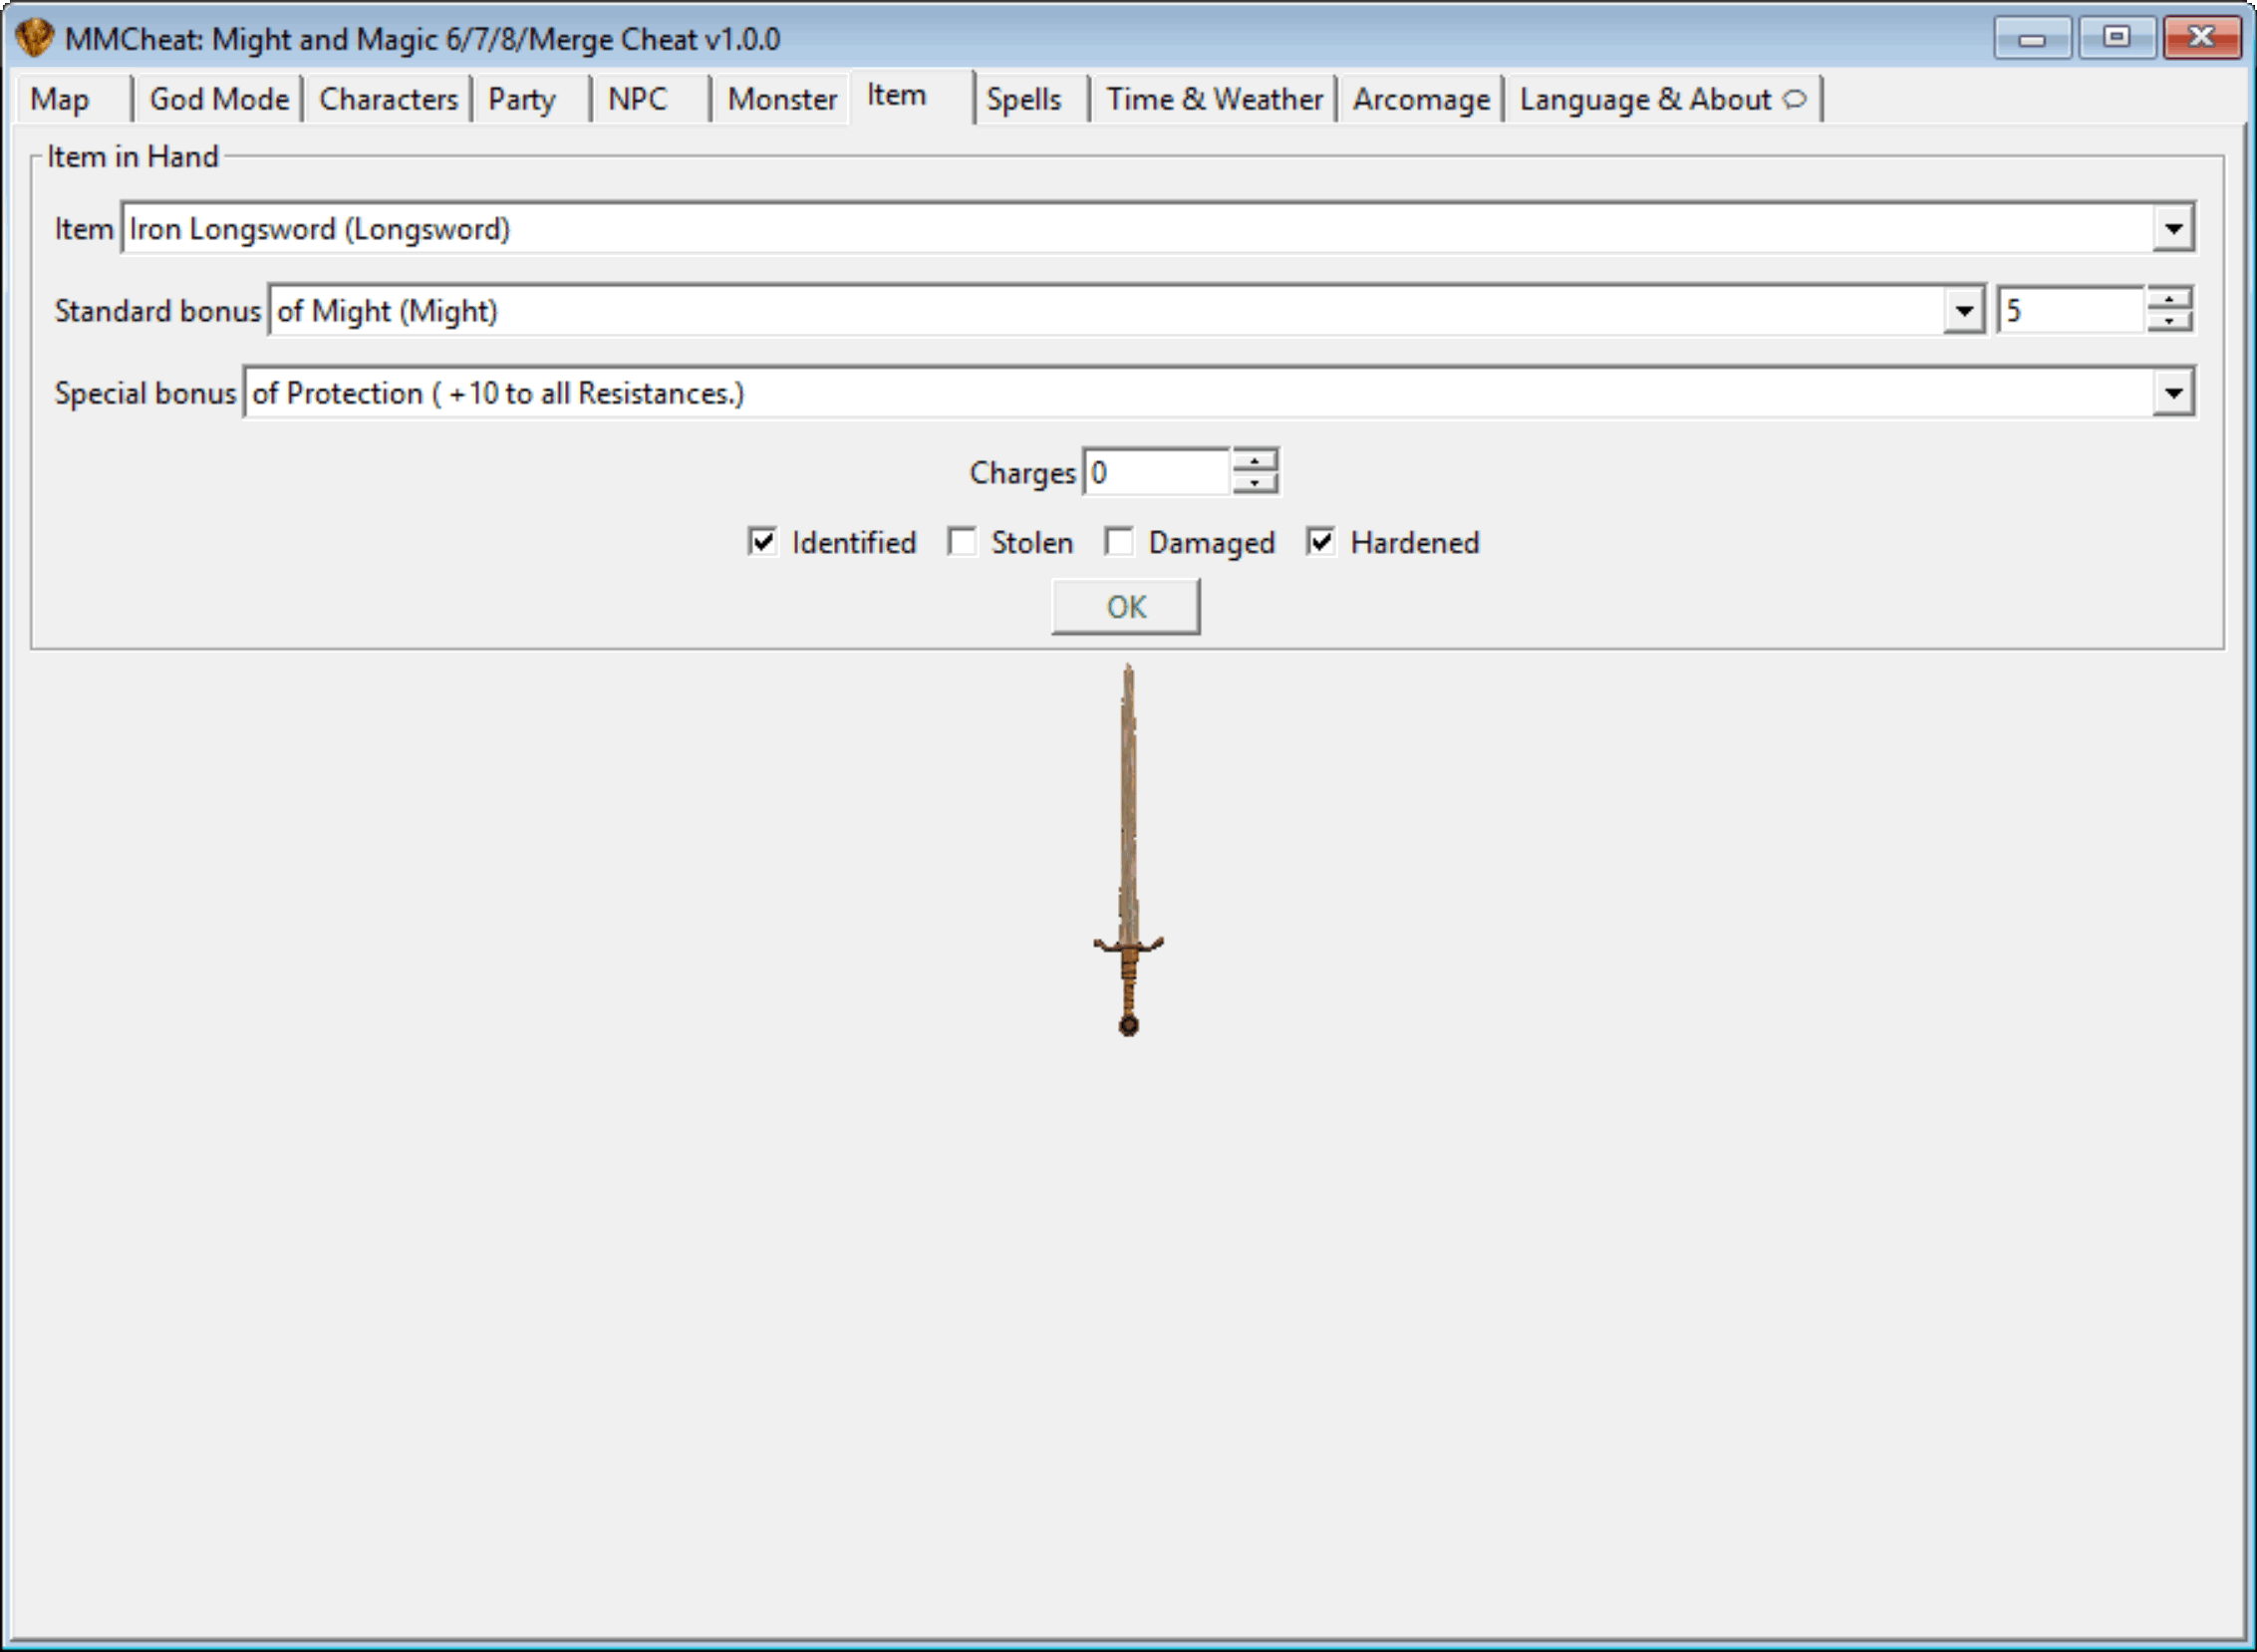 MMCheat: Might and Magic 6/7/8/Merge Cheat v1.0.0
Map God Mode Characters Party NPC Monster Item Spells Time & Weather Arcomage Language & About
Item in Hand
Item Iron Longsword (Longsword)
Standard bonus of Might (Might) 5
Special bonus of Protection ( +10 to all Resistances.)
Charges 0
Identified Stolen Damaged Hardened
OK